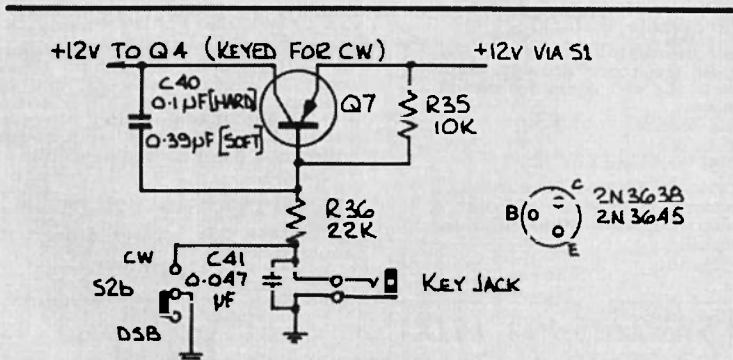 +12V TO Q4 (KEYED FOR CW)
+12V VIA S1
C40
0.1µF[HARD]
0.39µF[SOFT]
Q7
R35
10K
R36
22K
C
B
E
2N3638
2N3645
CW
S2b
DSB
C41
0.047
µF
KEY JACK